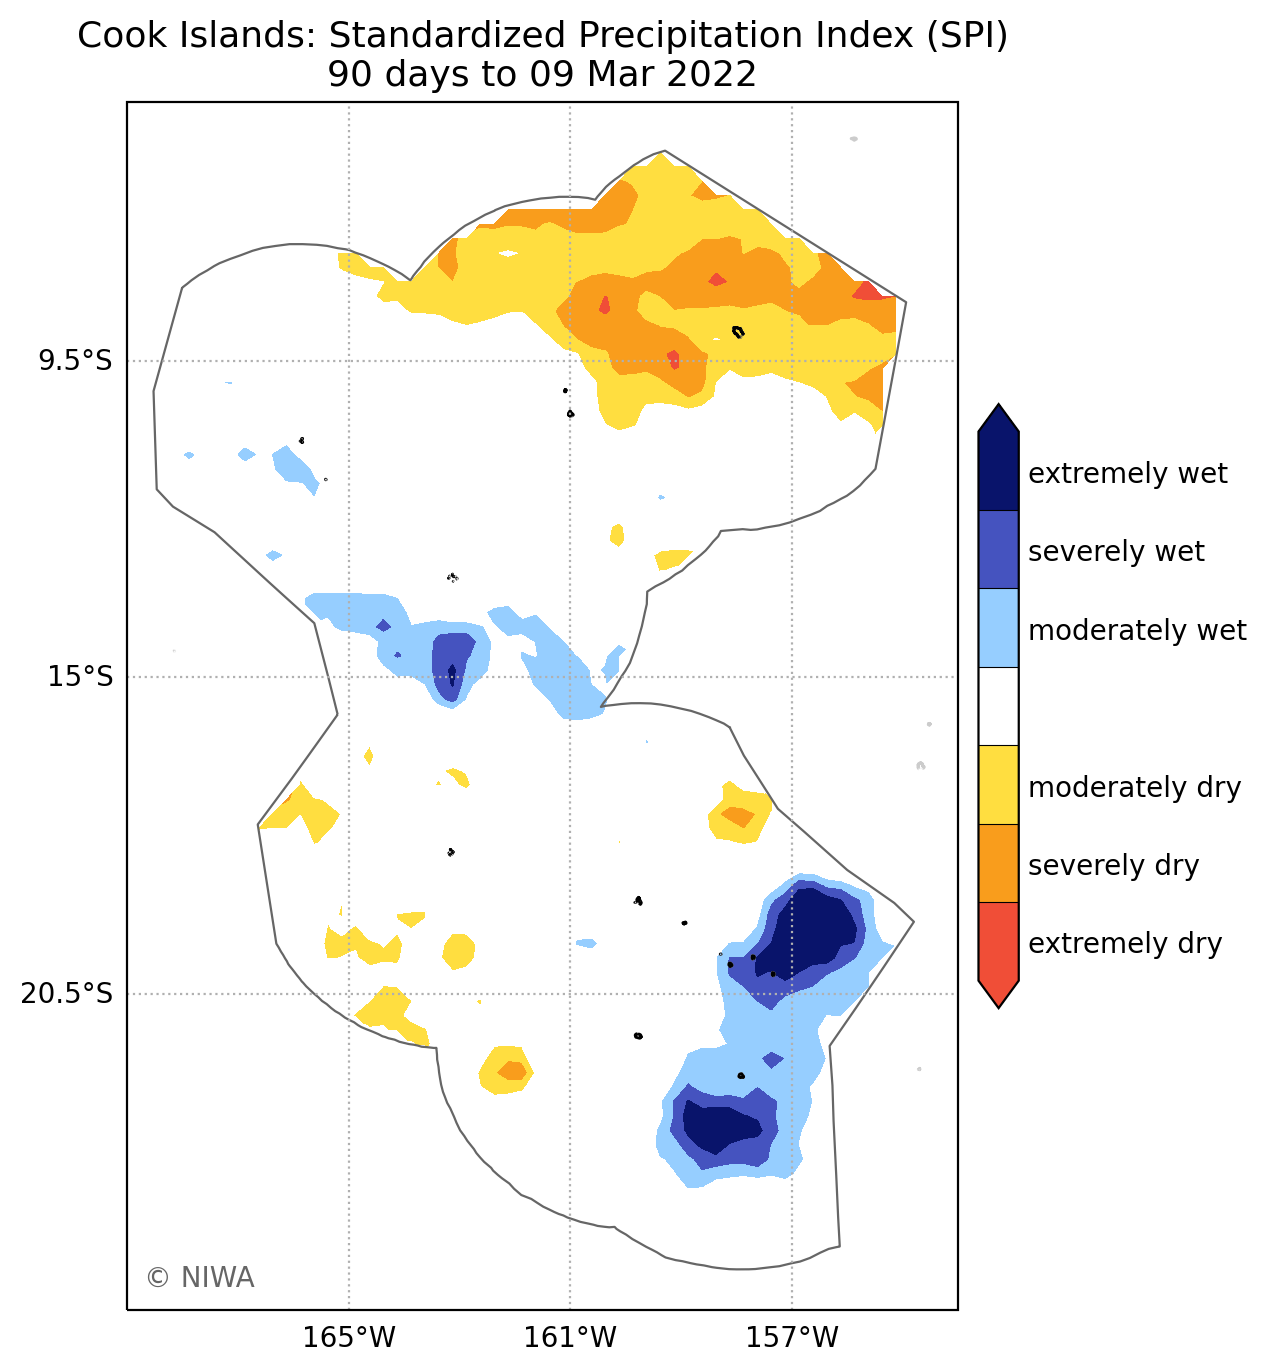 Cook Islands: Standardized Precipitation Index (SPI)
90 days to 09 Mar 2022
9.5°S
15°S
20.5°S
165°W
161°W
157°W
extremely wet
severely wet
moderately wet
moderately dry
severely dry
extremely dry
© NIWA